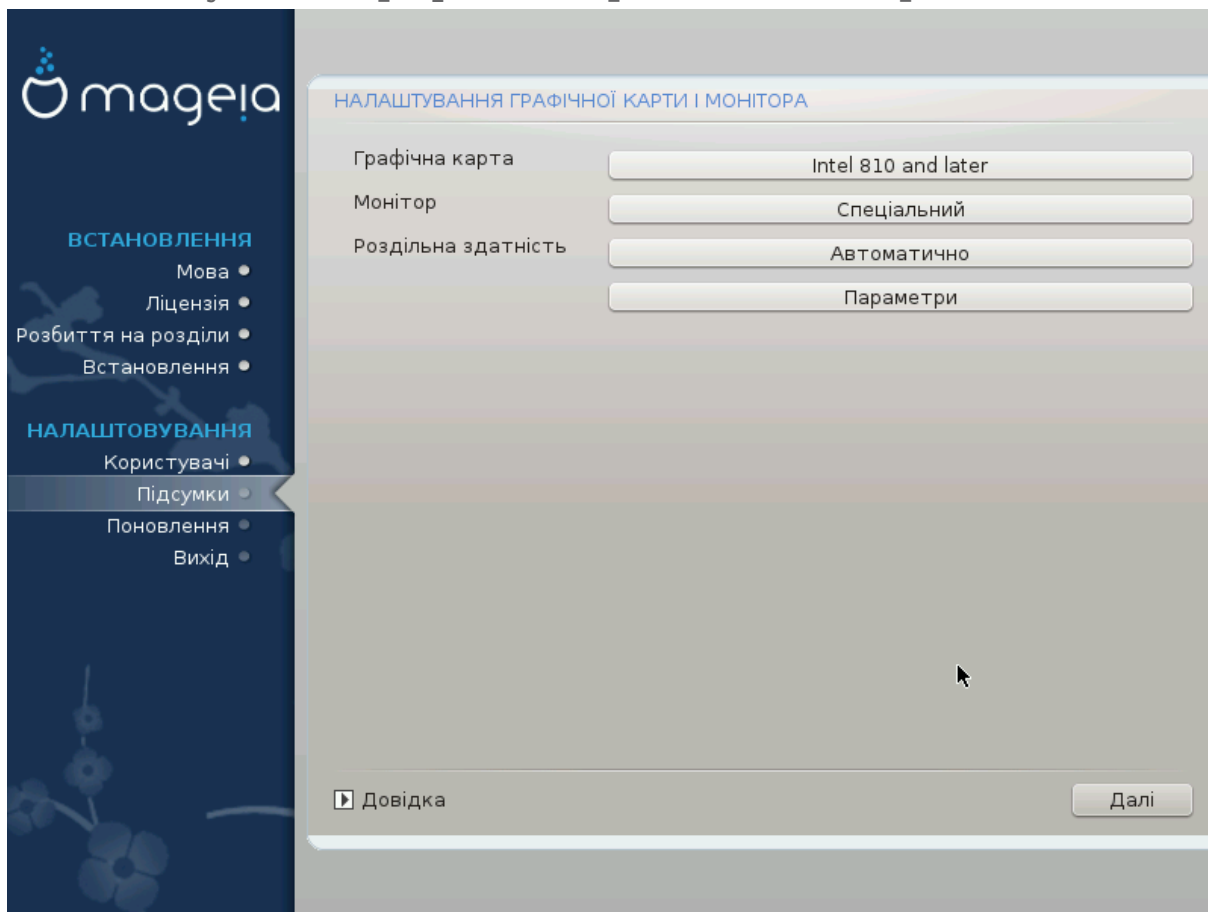 mageia
ВСТАНОВЛЕННЯ
Мова
Ліцензія
Розбиття на розділи
Встановлення
НАЛАШТОВУВАННЯ
Користувачі
Підсумки
Поновлення
Вихід
НАЛАШТУВАННЯ ГРАФІЧНОЇ КАРТИ І МОНІТОРА
Графічна карта
Intel 810 and later
Монітор
Спеціальний
Роздільна здатність
Автоматично
Параметри
Довідка
Далі